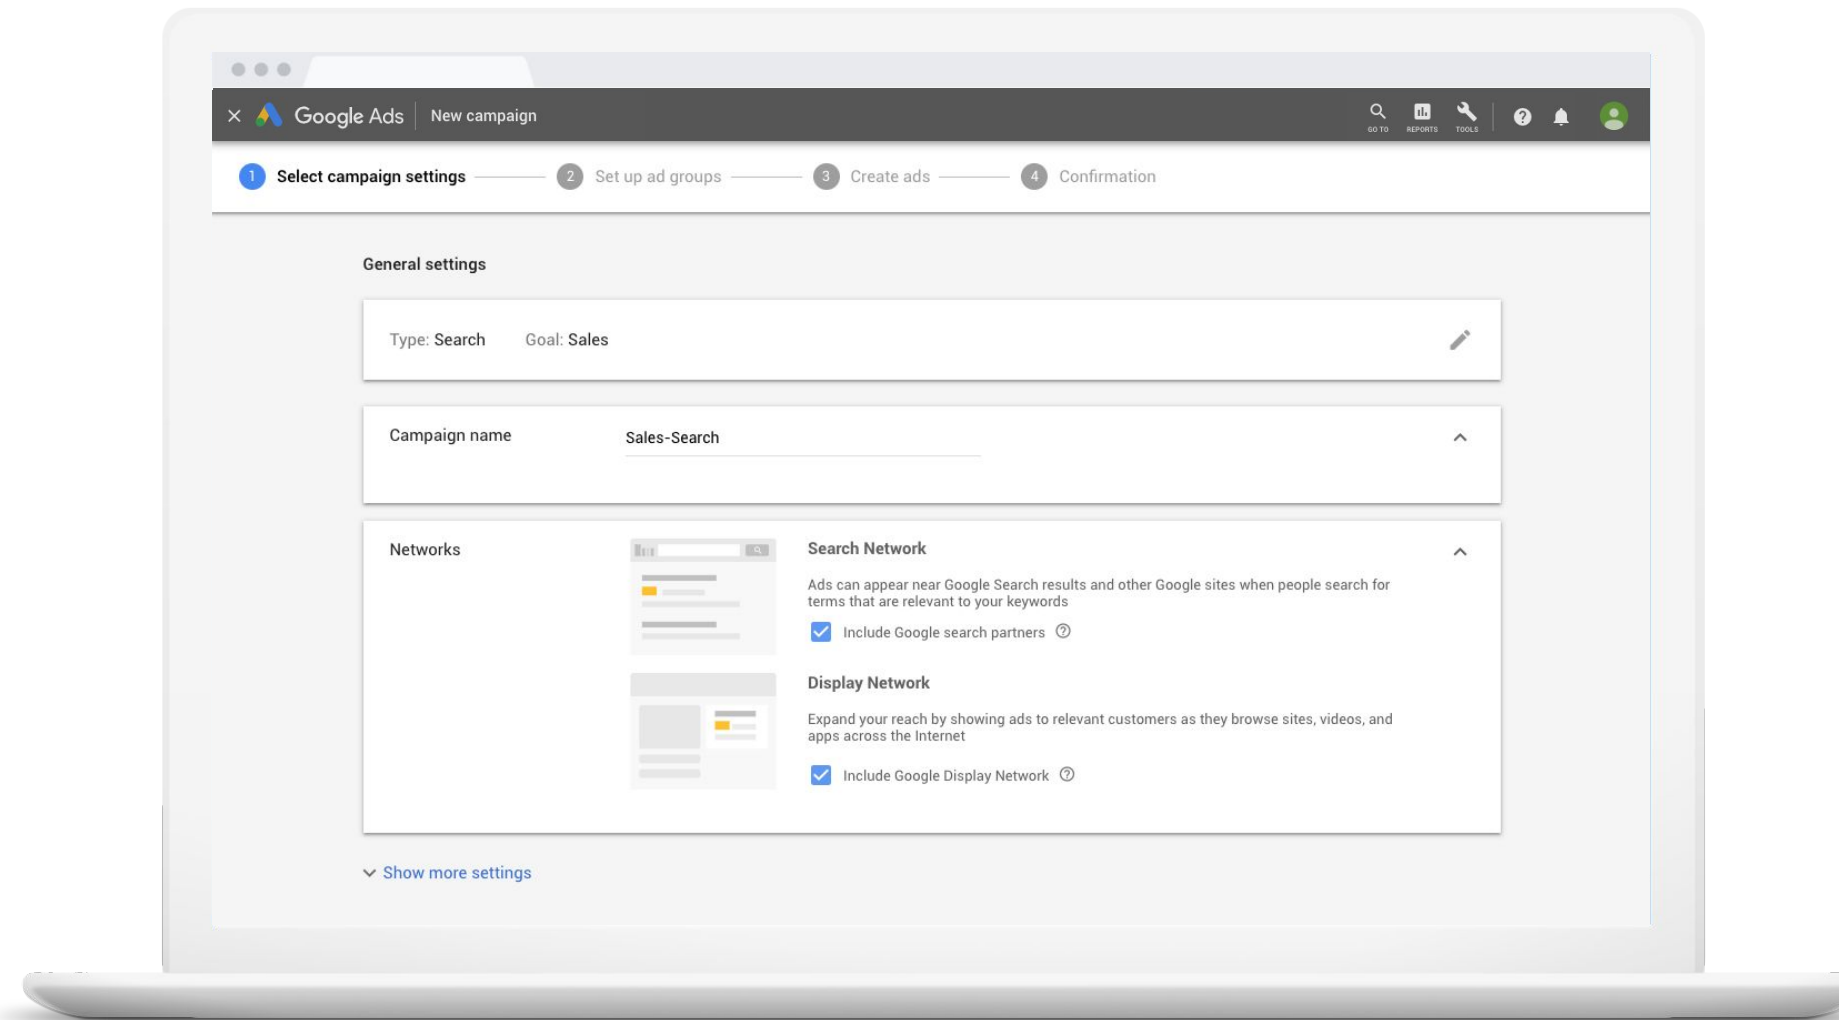 Google Ads New campaign
GO TO REPORTS TOOLS
1 Select campaign settings 2 Set up ad groups 3 Create ads 4 Confirmation
General settings
Type: Search Goal: Sales
Campaign name Sales-Search
Networks
Search Network
Ads can appear near Google Search results and other Google sites when people search for
terms that are relevant to your keywords
Include Google search partners
Display Network
Expand your reach by showing ads to relevant customers as they browse sites, videos, and
apps across the Internet
Include Google Display Network
Show more settings